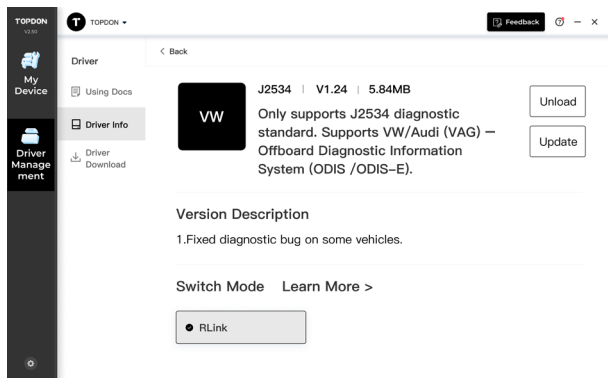 TOPDON
V2.50
My
Device
Driver
Manage
ment
T TOPDON
Feedback
Driver
Using Docs
Driver Info
Driver
Download
< Back
VW
J2534 | V1.24 | 5.84MB
Only supports J2534 diagnostic
standard. Supports VW/Audi (VAG) —
Offboard Diagnostic Information
System (ODIS /ODIS-E).
Unload
Update
Version Description
1.Fixed diagnostic bug on some vehicles.
Switch Mode Learn More >
RLink